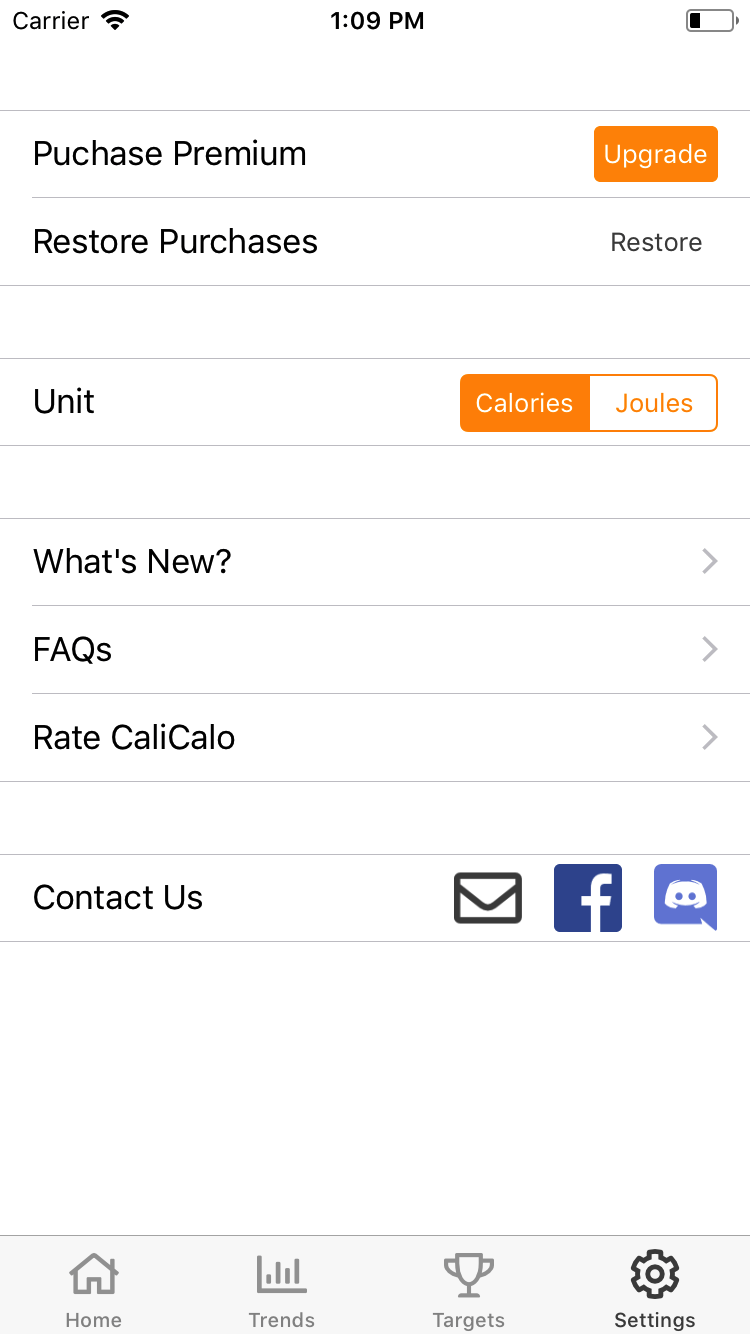 Carrier 1:09 PM
Puchase Premium Upgrade
Restore Purchases Restore
Unit Calories Joules
What's New?
FAQs
Rate CaliCalo
Contact Us
Home Trends Targets Settings